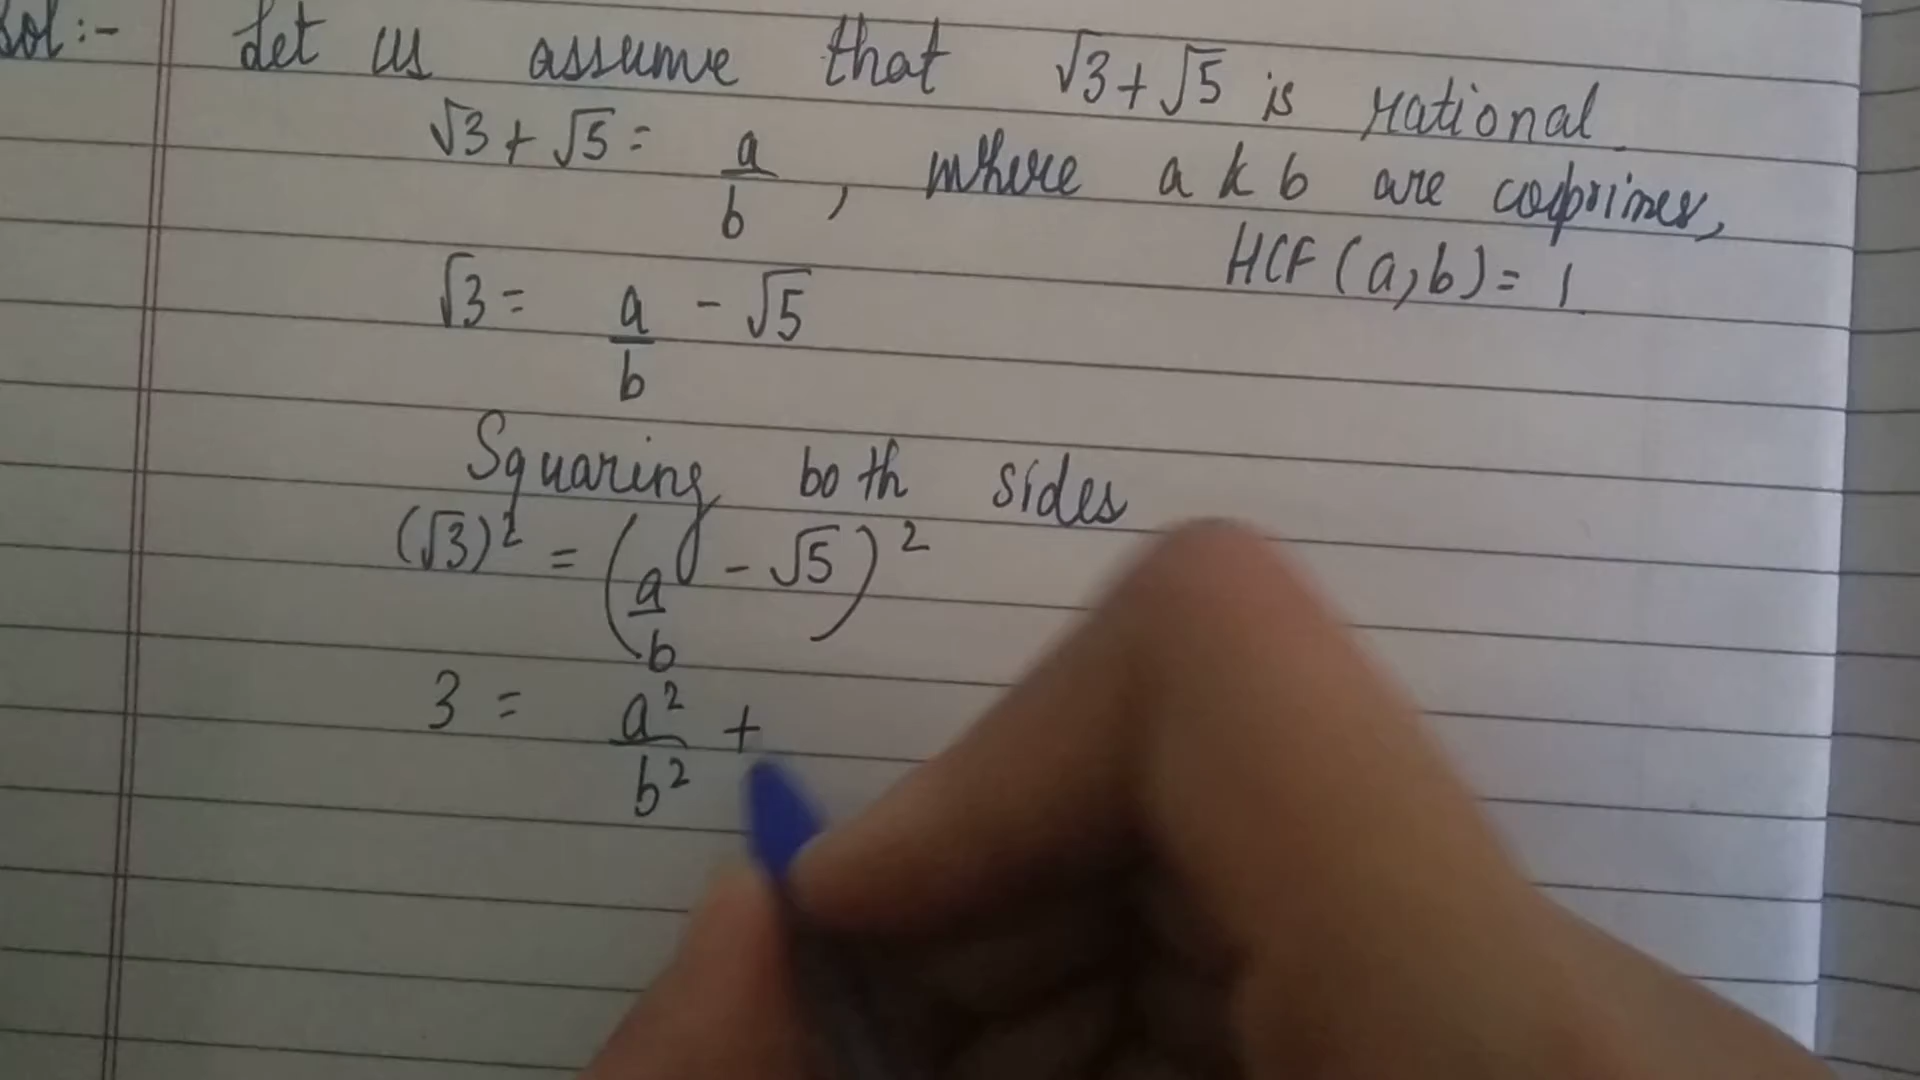 Sol:- Let us assume that √3+√5 is rational
√3+√5= a/b , where a & b are coprimes,
HCF(a,b)=1
√3= a/b -√5
Squaring both sides
(√3)² = (a/b -√5)²
3 = a²/b² +